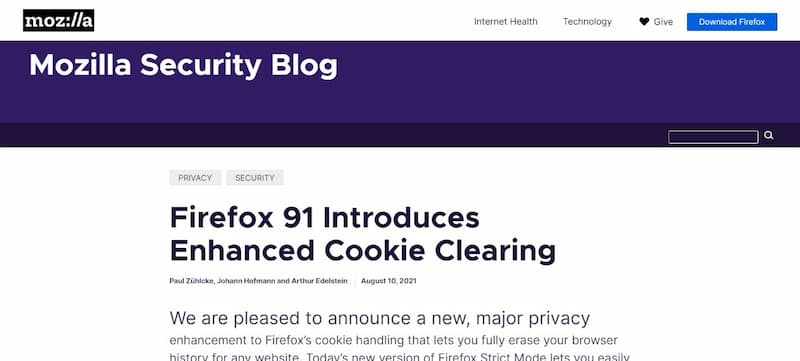 moz://a
Internet Health
Technology
Give
Download Firefox
Mozilla Security Blog
PRIVACY
SECURITY
Firefox 91 Introduces
Enhanced Cookie Clearing
Paul Zühlcke, Johann Hofmann and Arthur Edelstein
August 10, 2021
We are pleased to announce a new, major privacy
enhancement to Firefox’s cookie handling that lets you fully erase your browser
history for any website. Today’s new version of Firefox Strict Mode lets you easily